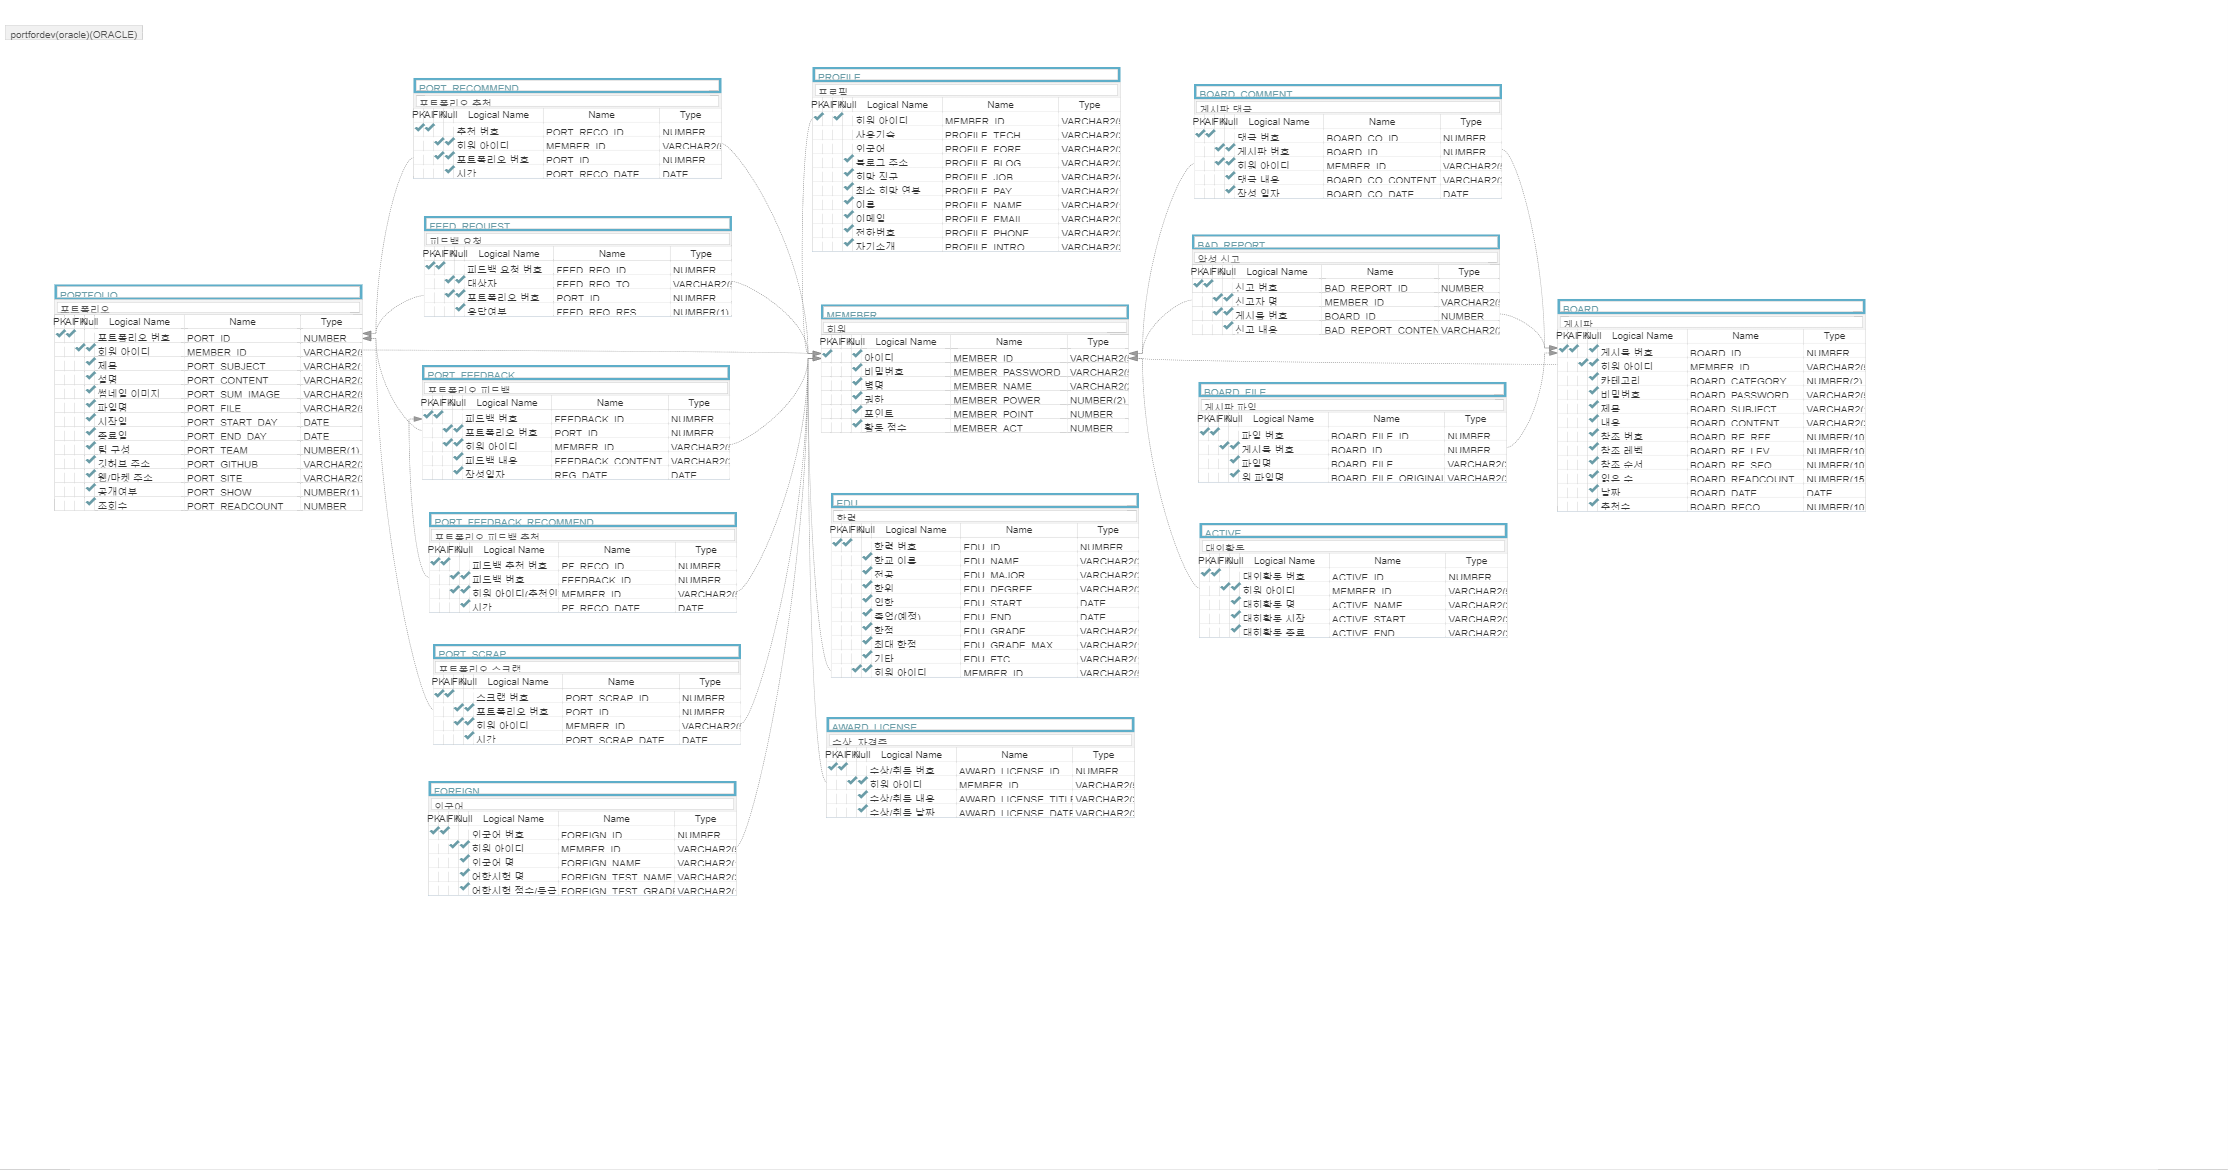 portfordev(oracle)(ORACLE)
PORTFOLIO
포트폴리오
PK AI FK Null Logical Name Name Type
포트폴리오 번호 PORT_ID NUMBER
회원 아이디 MEMBER_ID VARCHAR2(
제목 PORT_SUBJECT VARCHAR2(
설명 PORT_CONTENT VARCHAR2(
썸네일 이미지 PORT_SUM_IMAGE VARCHAR2(
파일명 PORT_FILE VARCHAR2(
시작일 PORT_START_DAY DATE
종료일 PORT_END_DAY DATE
팀 구성 PORT_TEAM NUMBER(1)
깃허브 주소 PORT_GITHUB VARCHAR2(
웹/마켓 주소 PORT_SITE VARCHAR2(
공개여부 PORT_SHOW NUMBER(1)
조회수 PORT_READCOUNT NUMBER
PORT_RECOMMEND
포트폴리오 추천
PK AI FK Null Logical Name Name Type
추천 번호 PORT_RECO_ID NUMBER
회원 아이디 MEMBER_ID VARCHAR2(
포트폴리오 번호 PORT_ID NUMBER
시간 PORT_RECO_DATE DATE
FEED_REQUEST
피드백 요청
PK AI FK Null Logical Name Name Type
피드백 요청 번호 FEED_REQ_ID NUMBER
대상자 FEED_REQ_TO VARCHAR2(
포트폴리오 번호 PORT_ID NUMBER
응답여부 FEED_REQ_RES NUMBER(1)
PORT_FEEDBACK
포트폴리오 피드백
PK AI FK Null Logical Name Name Type
피드백 번호 FEEDBACK_ID NUMBER
포트폴리오 번호 PORT_ID NUMBER
회원 아이디 MEMBER_ID VARCHAR2(
피드백 내용 FEEDBACK_CONTENT VARCHAR2(
작성일자 REG_DATE DATE
PORT_FEEDBACK_RECOMMEND
포트폴리오 피드백 추천
PK AI FK Null Logical Name Name Type
피드백 추천 번호 PF_RECO_ID NUMBER
피드백 번호 FEEDBACK_ID NUMBER
회원 아이디(추천인 MEMBER_ID VARCHAR2(
시간 PF_RECO_DATE DATE
PORT_SCRAP
포트폴리오 스크랩
PK AI FK Null Logical Name Name Type
스크랩 번호 PORT_SCRAP_ID NUMBER
포트폴리오 번호 PORT_ID NUMBER
회원 아이디 MEMBER_ID VARCHAR2(
시간 PORT_SCRAP_DATE DATE
FOREIGN
외국어
PK AI FK Null Logical Name Name Type
외국어 번호 FOREIGN_ID NUMBER
회원 아이디 MEMBER_ID VARCHAR2(
외국어 명 FOREIGN_NAME VARCHAR2(
어학시험 명 FOREIGN_TEST_NAME VARCHAR2(
어학시험 점수/등급 FOREIGN_TEST_GRADE VARCHAR2(
PROFILE
프로필
PK AI FK Null Logical Name Name Type
회원 아이디 MEMBER_ID VARCHAR2(
사용기술 PROFILE_TECH VARCHAR2(
외국어 PROFILE_FORE VARCHAR2(
블로그 주소 PROFILE_BLOG VARCHAR2(
희망 직군 PROFILE_JOB VARCHAR2(
최소 희망 연봉 PROFILE_PAY VARCHAR2(
이름 PROFILE_NAME VARCHAR2(
이메일 PROFILE_EMAIL VARCHAR2(
전화번호 PROFILE_PHONE VARCHAR2(
자기소개 PROFILE_INTRO VARCHAR2(
MEMEBER
회원
PK AI FK Null Logical Name Name Type
아이디 MEMBER_ID VARCHAR2(
비밀번호 MEMBER_PASSWORD VARCHAR2(
별명 MEMBER_NAME VARCHAR2(
권한 MEMBER_POWER NUMBER(2)
포인트 MEMBER_POINT NUMBER
활동 점수 MEMBER_ACT NUMBER
EDU
학력
PK AI FK Null Logical Name Name Type
학력 번호 EDU_ID NUMBER
학교 이름 EDU_NAME VARCHAR2(
전공 EDU_MAJOR VARCHAR2(
학위 EDU_DEGREE VARCHAR2(
입학 EDU_START DATE
졸업(예정) EDU_END DATE
학점 EDU_GRADE VARCHAR2(
최대 학점 EDU_GRADE_MAX VARCHAR2(
기타 EDU_ETC VARCHAR2(
회원 아이디 MEMBER_ID VARCHAR2(
AWARD_LICENSE
수상_자격증
PK AI FK Null Logical Name Name Type
수상/취득 번호 AWARD_LICENSE_ID NUMBER
회원 아이디 MEMBER_ID VARCHAR2(
수상/취득 내용 AWARD_LICENSE_TITLE VARCHAR2(
수상/취득 날짜 AWARD_LICENSE_DATE VARCHAR2(
BOARD_COMMENT
게시판 댓글
PK AI FK Null Logical Name Name Type
댓글 번호 BOARD_CO_ID NUMBER
게시판 번호 BOARD_ID NUMBER
회원 아이디 MEMBER_ID VARCHAR2(
댓글 내용 BOARD_CO_CONTENT VARCHAR2(
작성 일자 BOARD_CO_DATE DATE
BAD_REPORT
악성 신고
PK AI FK Null Logical Name Name Type
신고 번호 BAD_REPORT_ID NUMBER
신고자 명 MEMBER_ID VARCHAR2(
게시물 번호 BOARD_ID NUMBER
신고 내용 BAD_REPORT_CONTEN VARCHAR2(
BOARD_FILE
게시판 파일
PK AI FK Null Logical Name Name Type
파일 번호 BOARD_FILE_ID NUMBER
게시물 번호 BOARD_ID NUMBER
파일명 BOARD_FILE VARCHAR2(
원 파일명 BOARD_FILE_ORIGINAL VARCHAR2(
ACTIVE
대외활동
PK AI FK Null Logical Name Name Type
대외활동 번호 ACTIVE_ID NUMBER
회원 아이디 MEMBER_ID VARCHAR2(
대회활동 명 ACTIVE_NAME VARCHAR2(
대회활동 시작 ACTIVE_START VARCHAR2(
대회활동 종료 ACTIVE_END VARCHAR2(
BOARD
게시판
PK AI FK Null Logical Name Name Type
게시물 번호 BOARD_ID NUMBER
회원 아이디 MEMBER_ID VARCHAR2(
카테고리 BOARD_CATEGORY NUMBER(2)
비밀번호 BOARD_PASSWORD VARCHAR2(
제목 BOARD_SUBJECT VARCHAR2(
내용 BOARD_CONTENT VARCHAR2(
참조 번호 BOARD_RE_REF NUMBER(10
참조 레벨 BOARD_RE_LEV NUMBER(10
참조 순서 BOARD_RE_SEQ NUMBER(10
읽은 수 BOARD_READCOUNT NUMBER(15
날짜 BOARD_DATE DATE
추천수 BOARD_RECO NUMBER(10